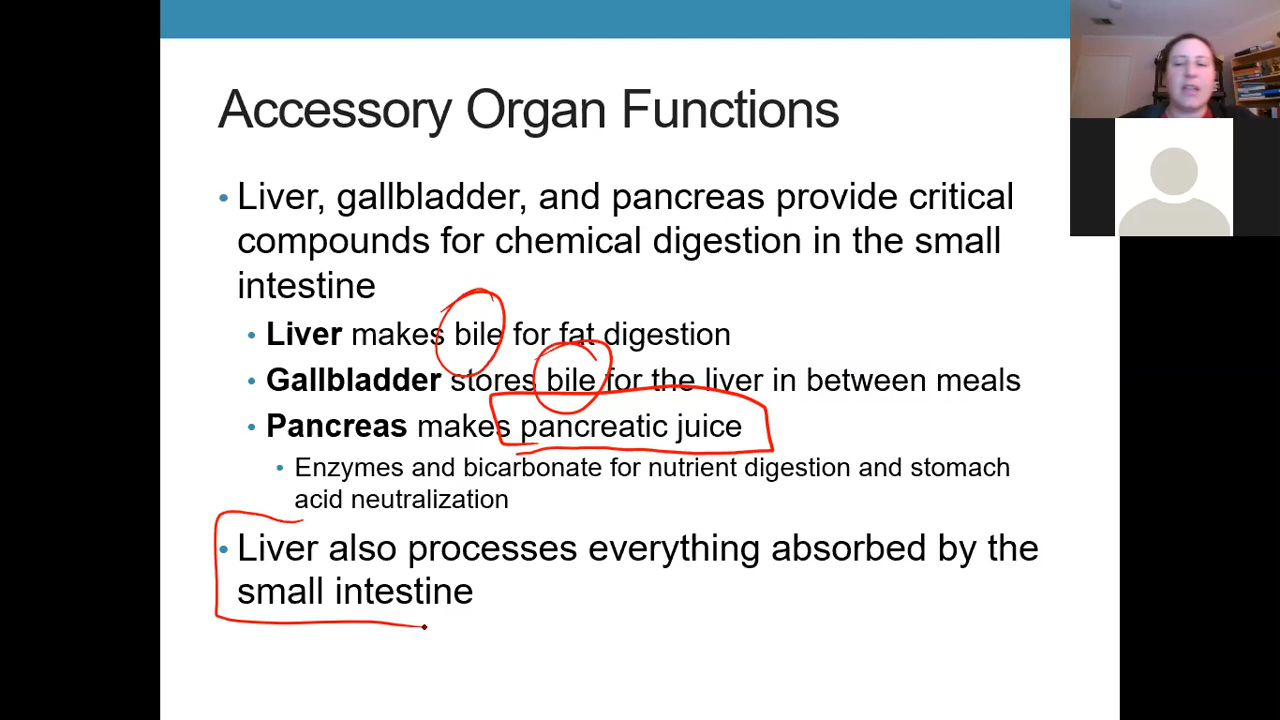 Accessory Organ Functions
• Liver, gallbladder, and pancreas provide critical
compounds for chemical digestion in the small
intestine
• Liver makes bile for fat digestion
• Gallbladder stores bile for the liver in between meals
• Pancreas makes pancreatic juice
• Enzymes and bicarbonate for nutrient digestion and stomach
acid neutralization
• Liver also processes everything absorbed by the
small intestine